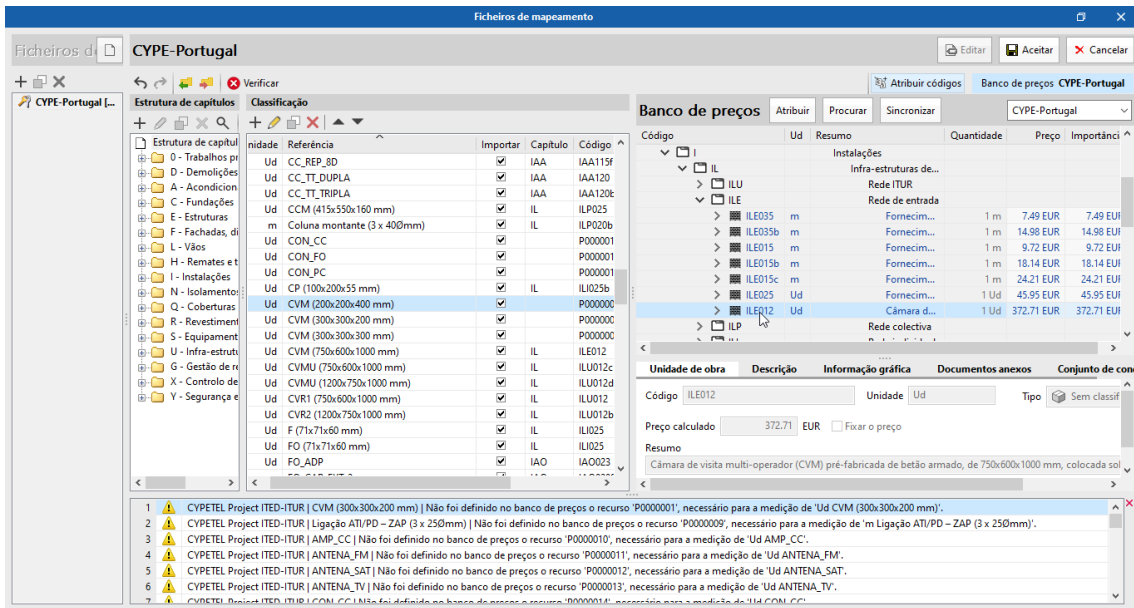 Ficheiros de mapeamento
Ficheiros d
CYPE-Portugal
Editar
Aceitar
Cancelar
Verificar
Atribuir códigos
Banco de preços CYPE-Portugal
CYPE-Portugal [...
Estrutura de capítulos
Classificação
Estrutura de capítul
0 - Trabalhos pr
D - Demolições
A - Acondicion
C - Fundações
E - Estruturas
F - Fachadas, di
L - Vãos
H - Remates e t
I - Instalações
N - Isolamentos
Q - Coberturas
R - Revestiment
S - Equipament
U - Infra-estrutu
G - Gestão de re
X - Controlo de
Y - Segurança e
nidade Referência Importar Capítulo Código
Ud CC_REP_8D IAA IAA115f
Ud CC_TT_DUPLA IAA IAA120
Ud CC_TT_TRIPLA IAA IAA120b
Ud CCM (415x550x160 mm) IL ILP025
m Coluna montante (3 x 40Ømm) IL ILP020b
Ud CON_CC P000001
Ud CON_FO P000001
Ud CON_PC P000001
Ud CP (100x200x55 mm) IL ILI025b
Ud CVM (200x200x400 mm) P000000
Ud CVM (300x300x200 mm) P000000
Ud CVM (300x300x300 mm) P000000
Ud CVM (750x600x1000 mm) IL ILE012
Ud CVMU (750x600x1000 mm) IL ILU012c
Ud CVMU (1200x750x1000 mm) IL ILU012d
Ud CVR1 (750x600x1000 mm) IL ILU012
Ud CVR2 (1200x750x1000 mm) IL ILU012b
Ud F (71x71x60 mm) IL ILI025
Ud FO (71x71x60 mm) IL ILI025
Ud FO_ADP IAO IAO023
Banco de preços
Atribuir
Procurar
Sincronizar
CYPE-Portugal
Código Ud Resumo Quantidade Preço Importânci
I Instalações
IL Infra-estruturas de...
ILU Rede ITUR
ILE Rede de entrada
ILE035 m Fornecim... 1 m 7.49 EUR 7.49 EUR
ILE035b m Fornecim... 1 m 14.98 EUR 14.98 EUR
ILE015 m Fornecim... 1 m 9.72 EUR 9.72 EUR
ILE015b m Fornecim... 1 m 18.14 EUR 18.14 EUR
ILE015c m Fornecim... 1 m 24.21 EUR 24.21 EUR
ILE025 Ud Fornecim... 1 Ud 45.95 EUR 45.95 EUR
ILE012 Ud Câmara d... 1 Ud 372.71 EUR 372.71 EUR
ILP Rede colectiva
Unidade de obra
Descrição
Informação gráfica
Documentos anexos
Conjunto de con
Código ILE012 Unidade Ud Tipo Sem classif
Preço calculado 372.71 EUR Fixar o preço
Resumo
Câmara de visita multi-operador (CVM) pré-fabricada de betão armado, de 750x600x1000 mm, colocada sol
1 CYPETEL Project ITED-ITUR | CVM (300x300x200 mm) | Não foi definido no banco de preços o recurso 'P0000001', necessário para a medição de 'Ud CVM (300x300x200 mm)'.
2 CYPETEL Project ITED-ITUR | Ligação ATI/PD – ZAP (3 x 25Ømm) | Não foi definido no banco de preços o recurso 'P0000009', necessário para a medição de 'm Ligação ATI/PD – ZAP (3 x 25Ømm)'.
3 CYPETEL Project ITED-ITUR | AMP_CC | Não foi definido no banco de preços o recurso 'P0000010', necessário para a medição de 'Ud AMP_CC'.
4 CYPETEL Project ITED-ITUR | ANTENA_FM | Não foi definido no banco de preços o recurso 'P0000011', necessário para a medição de 'Ud ANTENA_FM'.
5 CYPETEL Project ITED-ITUR | ANTENA_SAT | Não foi definido no banco de preços o recurso 'P0000012', necessário para a medição de 'Ud ANTENA_SAT'.
6 CYPETEL Project ITED-ITUR | ANTENA_TV | Não foi definido no banco de preços o recurso 'P0000013', necessário para a medição de 'Ud ANTENA_TV'.
7 CYPETEL Project ITED-ITUR | CON_CC | Não foi definido no banco de preços o recurso 'P0000014', necessário para a medição de 'Ud CON_CC'.